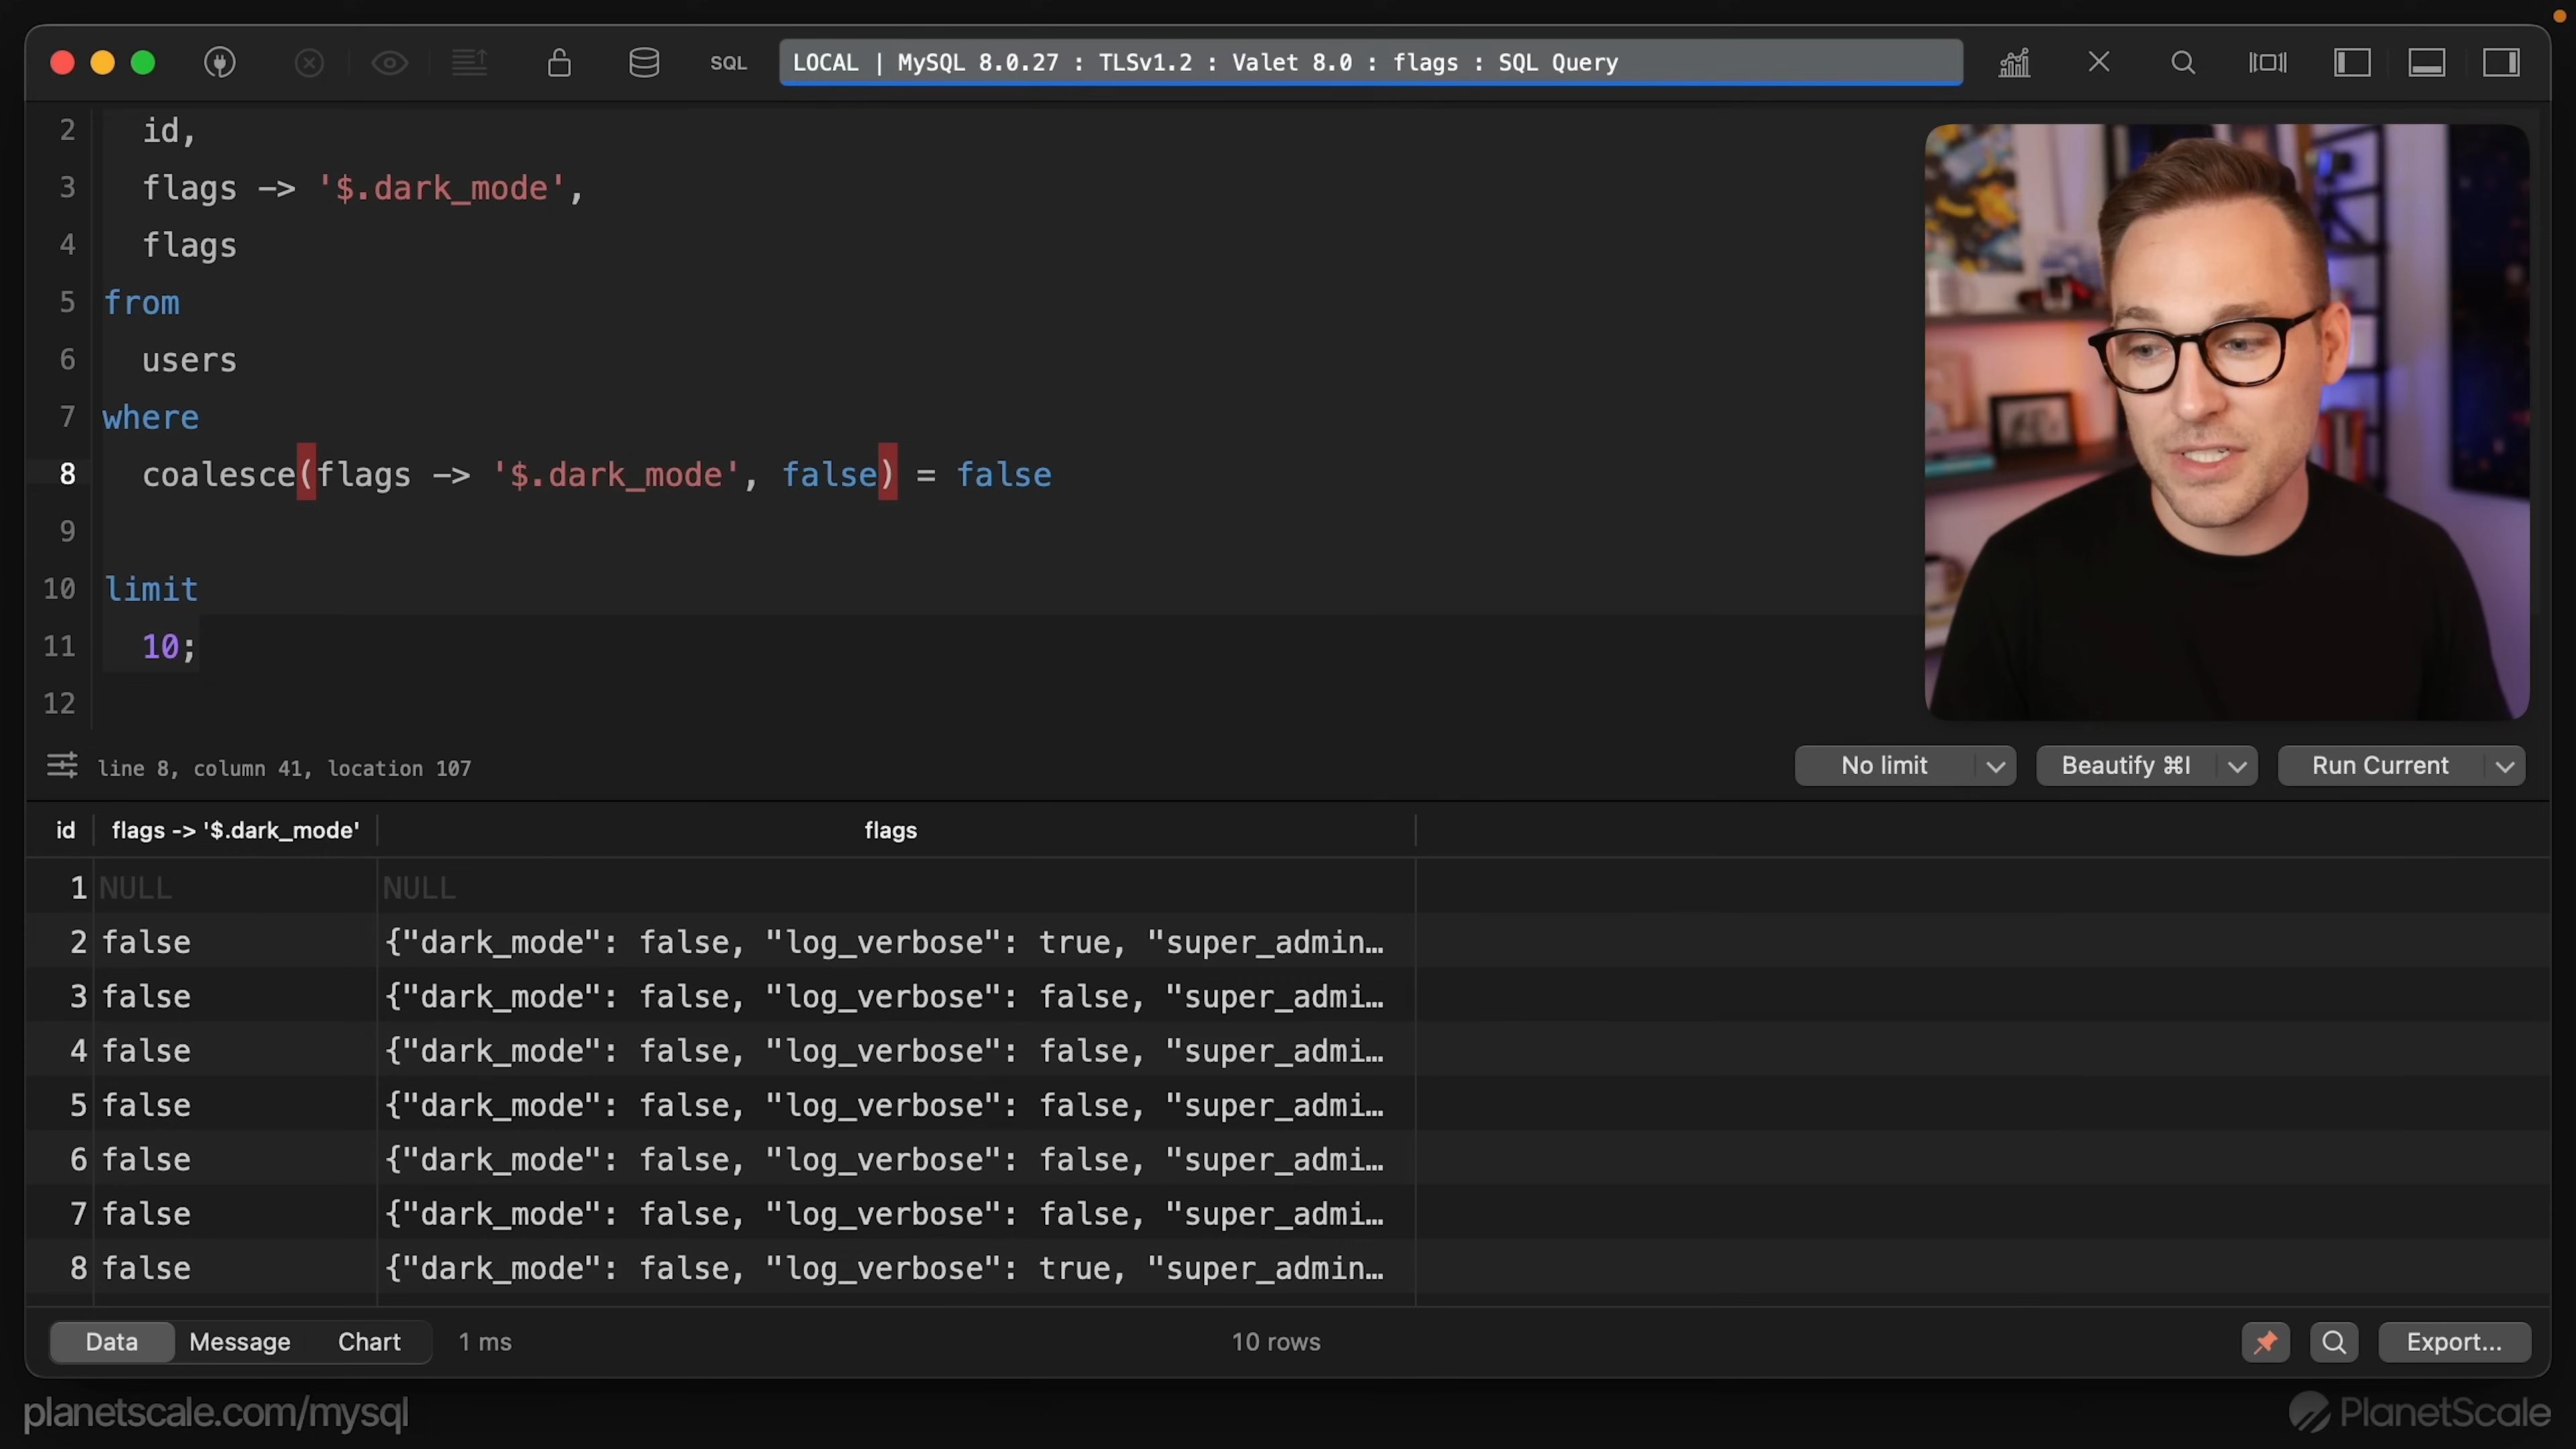 SQL
LOCAL | MySQL 8.0.27 : TLSv1.2 : Valet 8.0 : flags : SQL Query
2 id,
3 flags -> '$.dark_mode',
4 flags
5 from
6 users
7 where
8 coalesce(flags -> '$.dark_mode', false) = false
9
10 limit
11 10;
12
line 8, column 41, location 107
No limit
Beautify ⌘I
Run Current
id flags -> '$.dark_mode' flags
1 NULL NULL
2 false {"dark_mode": false, "log_verbose": true, "super_admin…
3 false {"dark_mode": false, "log_verbose": false, "super_admi…
4 false {"dark_mode": false, "log_verbose": false, "super_admi…
5 false {"dark_mode": false, "log_verbose": false, "super_admi…
6 false {"dark_mode": false, "log_verbose": false, "super_admi…
7 false {"dark_mode": false, "log_verbose": false, "super_admi…
8 false {"dark_mode": false, "log_verbose": true, "super_admin…
Data Message Chart 1 ms
10 rows
Export...
planetscale.com/mysql
PlanetScale